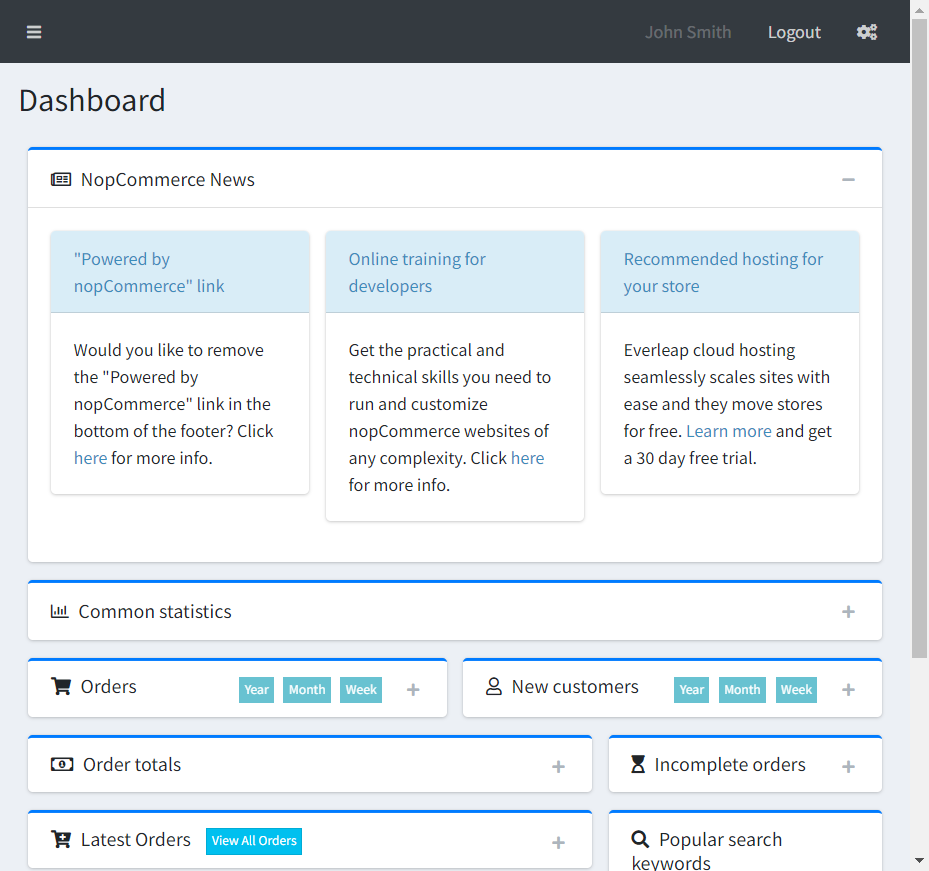 John Smith Logout
Dashboard
NopCommerce News
"Powered by
nopCommerce" link
Would you like to remove
the "Powered by
nopCommerce" link in the
bottom of the footer? Click
here for more info.
Online training for
developers
Get the practical and
technical skills you need to
run and customize
nopCommerce websites of
any complexity. Click here
for more info.
Recommended hosting for
your store
Everleap cloud hosting
seamlessly scales sites with
ease and they move stores
for free. Learn more and get
a 30 day free trial.
Common statistics
Orders Year Month Week
New customers Year Month Week
Order totals
Incomplete orders
Latest Orders View All Orders
Popular search
keywords